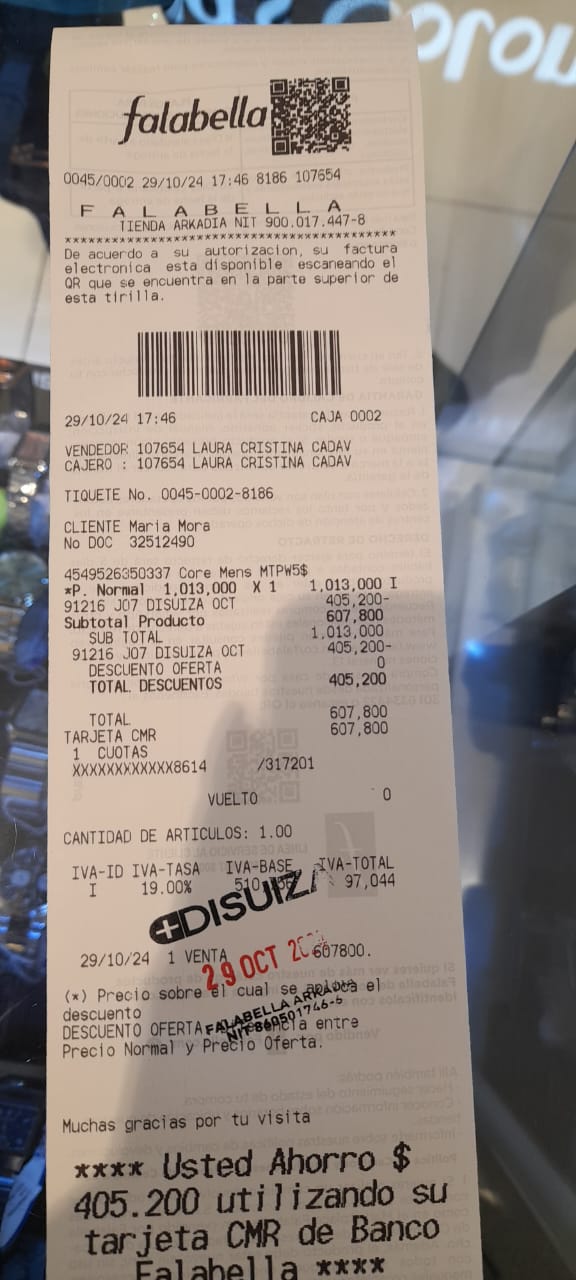 falabella
0045/0002 29/10/24 17:46 8186 107654
F A L A B E L L A
TIENDA ARKADIA NIT 900.017.447-8
****************************************
De acuerdo a su autorizacion, su factura
electronica esta disponible escaneando el
QR que se encuentra en la parte superior de
esta tirilla.
29/10/24 17:46 CAJA 0002
VENDEDOR 107654 LAURA CRISTINA CADAV
CAJERO : 107654 LAURA CRISTINA CADAV
TIQUETE No. 0045-0002-8186
CLIENTE Maria Mora
No DOC 32512490
4549526350337 Core Mens MTPW5$
*P. Normal 1,013,000 X 1 1,013,000 I
91216 J07 DISUIZA OCT 405,200-
Subtotal Producto 607,800
SUB TOTAL 1,013,000
91216 J07 DISUIZA OCT 405,200-
DESCUENTO OFERTA 0
TOTAL DESCUENTOS 405,200
TOTAL 607,800
TARJETA CMR 607,800
1 CUOTAS
XXXXXXXXXXXX8614 /317201
VUELTO 0
CANTIDAD DE ARTICULOS: 1.00
IVA-ID IVA-TASA IVA-BASE IVA-TOTAL
I 19.00% 97,044
DISUIZA
29/10/24 1 VENTA 607800.
29 OCT
(*) Precio sobre el cual se aplica el
descuento
DESCUENTO OFERTA entre
FALABELLA ARKADIA
NIT 860501746-6
Precio Normal y Precio Oferta.
Muchas gracias por tu visita
**** Usted Ahorro $
405.200 utilizando su
tarjeta CMR de Banco
Falabella ****